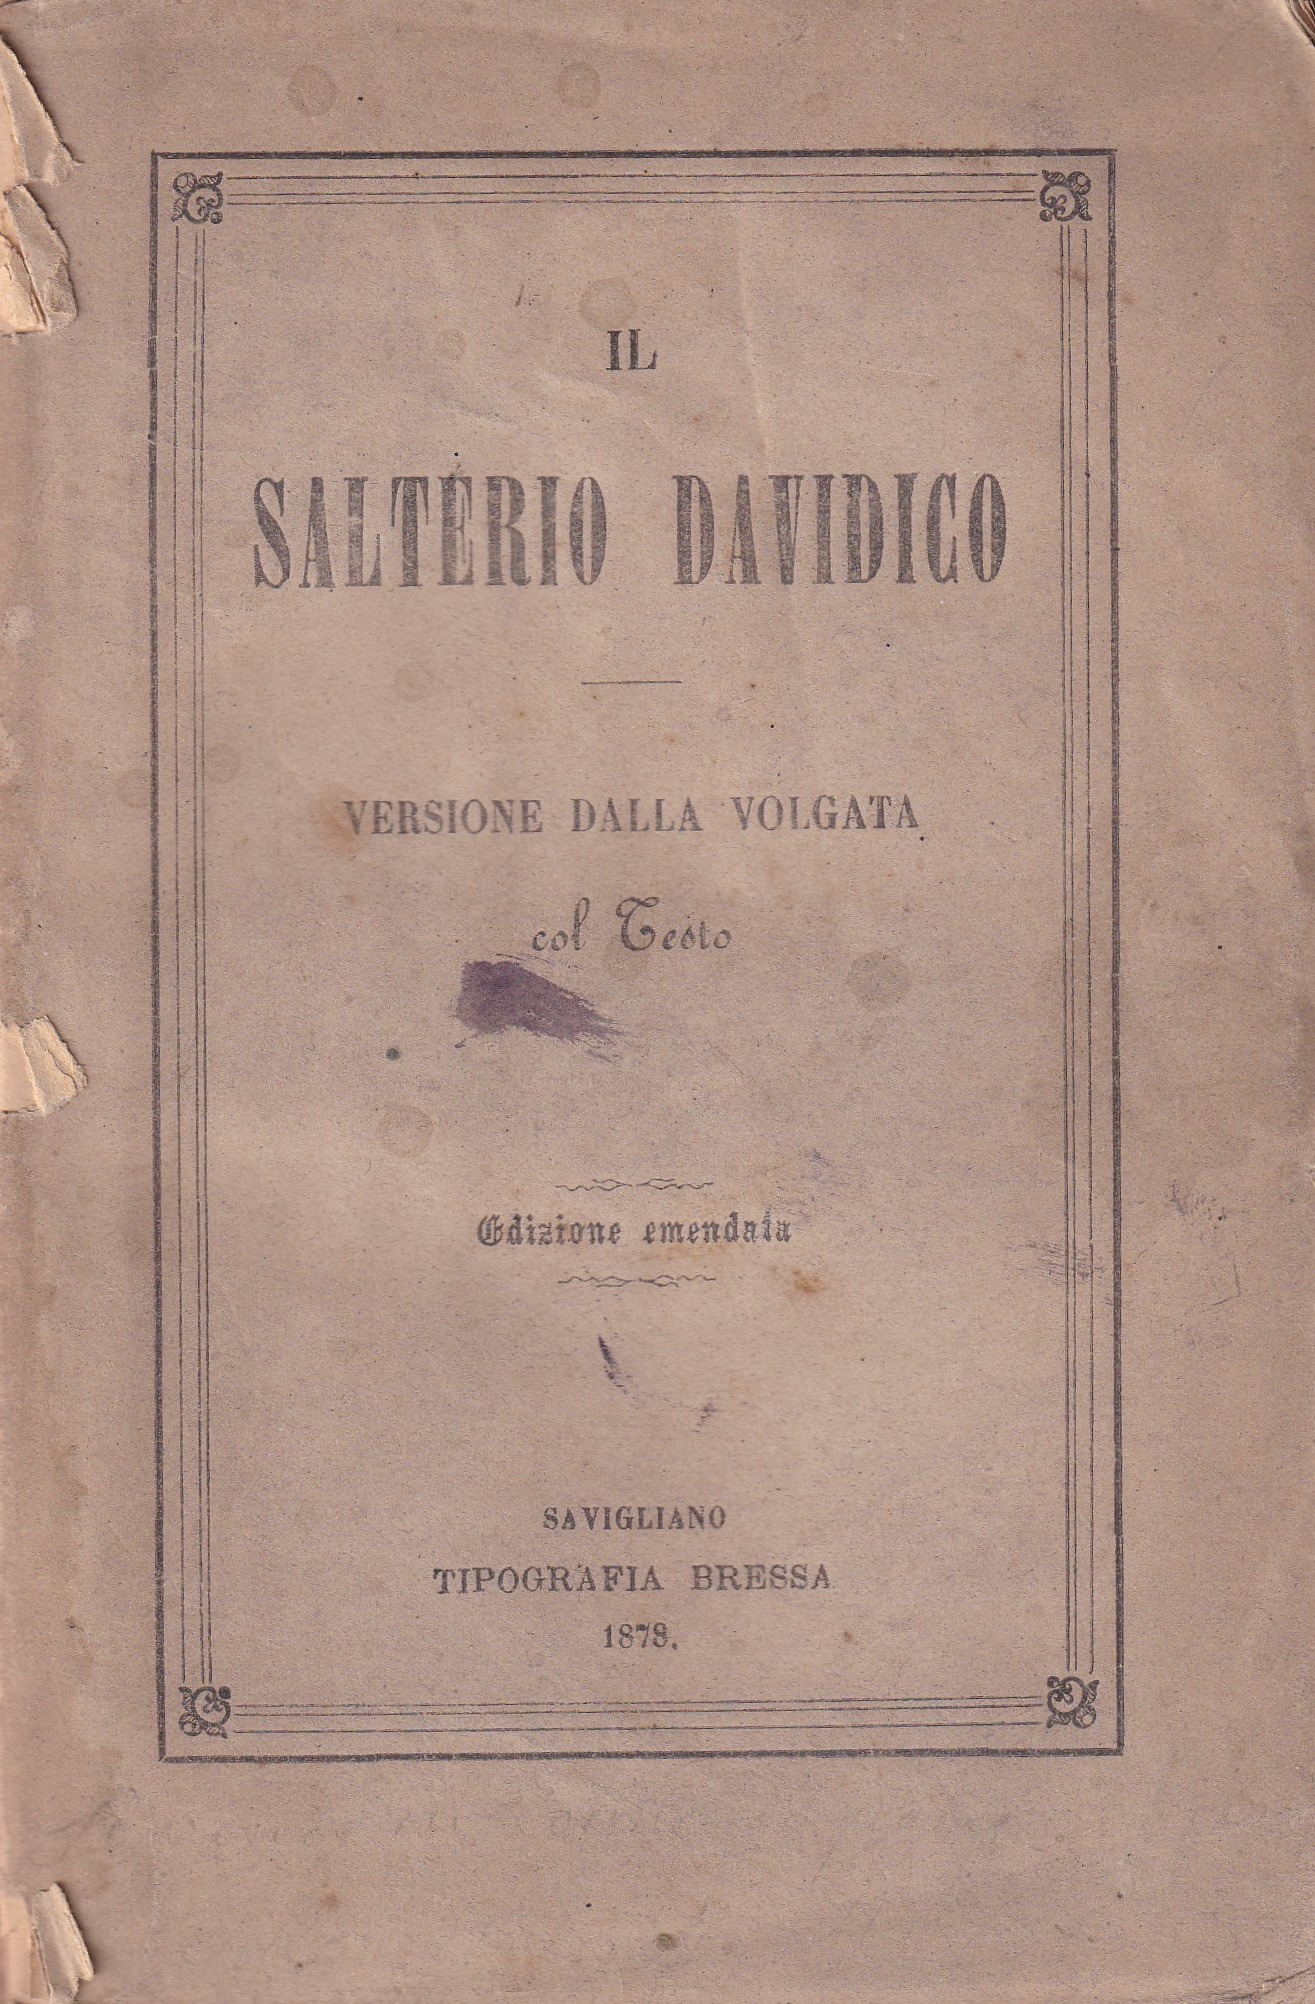 IL
SALTERIO DAVIDICO
VERSIONE DALLA VOLGATA
col Testo
Edizione emendata
SAVIGLIANO
TIPOGRAFIA BRESSA
1878.